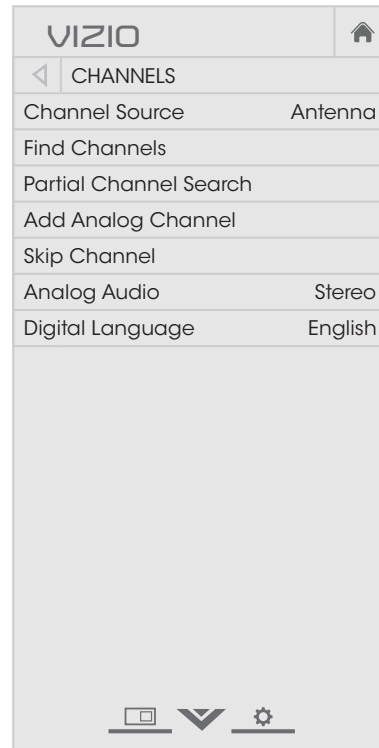 VIZIO
CHANNELS
Channel Source Antenna
Find Channels
Partial Channel Search
Add Analog Channel
Skip Channel
Analog Audio Stereo
Digital Language English